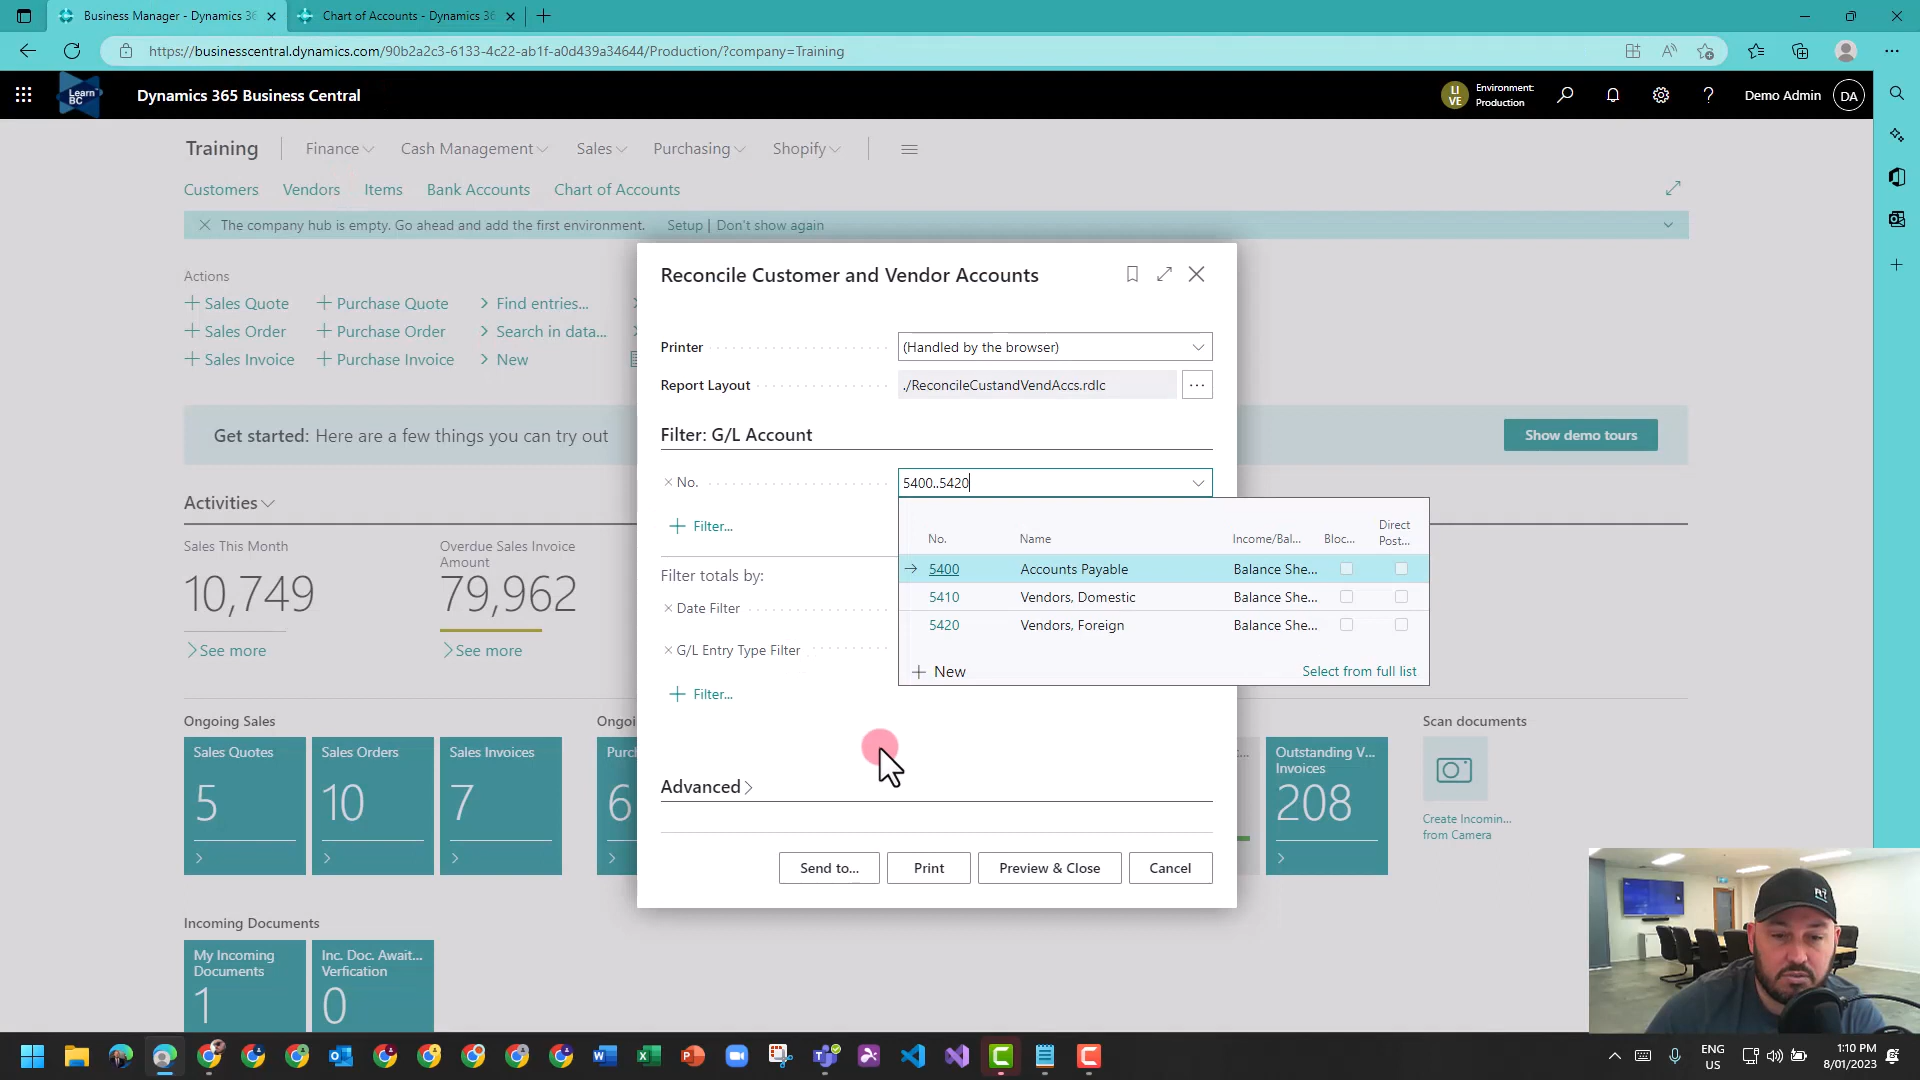 Business Manager - Dynamics 36
Chart of Accounts - Dynamics 36
https://businesscentral.dynamics.com/90b2a2c3-6133-4c22-ab1f-a0d439a34644/Production/?company=Training
Learn BC
Dynamics 365 Business Central
LI VE
Environment: Production
Demo Admin
DA
Training
Finance
Cash Management
Sales
Purchasing
Shopify
Customers
Vendors
Items
Bank Accounts
Chart of Accounts
The company hub is empty. Go ahead and add the first environment.
Setup | Don't show again
Actions
+ Sales Quote
+ Purchase Quote
> Find entries...
+ Sales Order
+ Purchase Order
> Search in data...
+ Sales Invoice
+ Purchase Invoice
> New
Get started: Here are a few things you can try out
Show demo tours
Activities
Sales This Month
10,749
> See more
Overdue Sales Invoice
Amount
79,962
> See more
Ongoing Sales
Ongoi
Sales Quotes
5
Sales Orders
10
Sales Invoices
7
Purch
6
Outstanding V... Invoices
208
Scan documents
Create Incomin...
from Camera
Incoming Documents
My Incoming
Documents
1
Inc. Doc. Await...
Verfication
0
Reconcile Customer and Vendor Accounts
Printer
(Handled by the browser)
Report Layout
./ReconcileCustandVendAccs.rdlc
...
Filter: G/L Account
No.
5400..5420
+ Filter...
Filter totals by:
Date Filter
G/L Entry Type Filter
+ Filter...
No.
Name
Income/Bal...
Bloc...
Direct Post...
5400
Accounts Payable
Balance She...
5410
Vendors, Domestic
Balance She...
5420
Vendors, Foreign
Balance She...
+ New
Select from full list
Advanced >
Send to...
Print
Preview & Close
Cancel
ENG
US
1:10 PM
8/01/2023